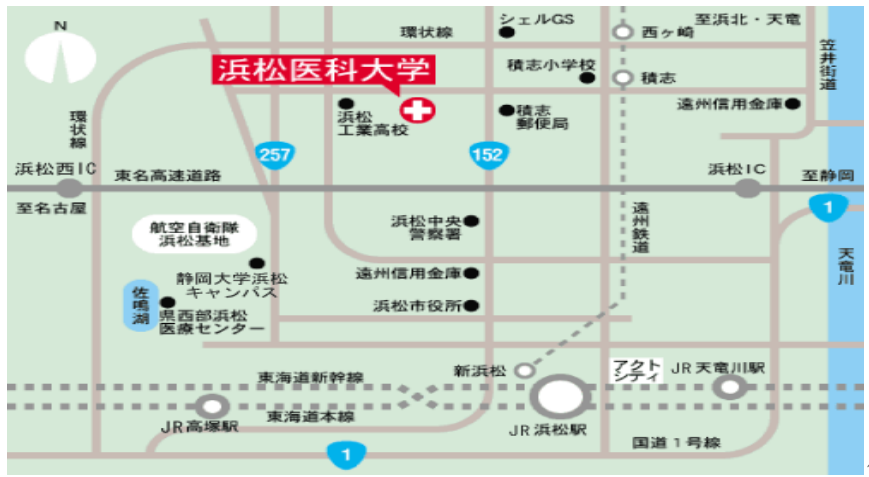 N
環状線
シェルGS
西ヶ崎
至浜北・天竜
笠井街道
浜松医科大学
積志小学校
積志
遠州信用金庫
浜松
工業高校
積志
郵便局
環状線
257
152
浜松西IC
東名高速道路
浜松IC
至静岡
至名古屋
1
航空自衛隊
浜松基地
浜松中央
警察署
遠州鉄道
天竜川
静岡大学浜松
キャンパス
遠州信用金庫
佐鳴湖
県西部浜松
医療センター
浜松市役所
新浜松
アクト
シティ
JR天竜川駅
東海道新幹線
東海道本線
JR高塚駅
JR浜松駅
国道1号線
1